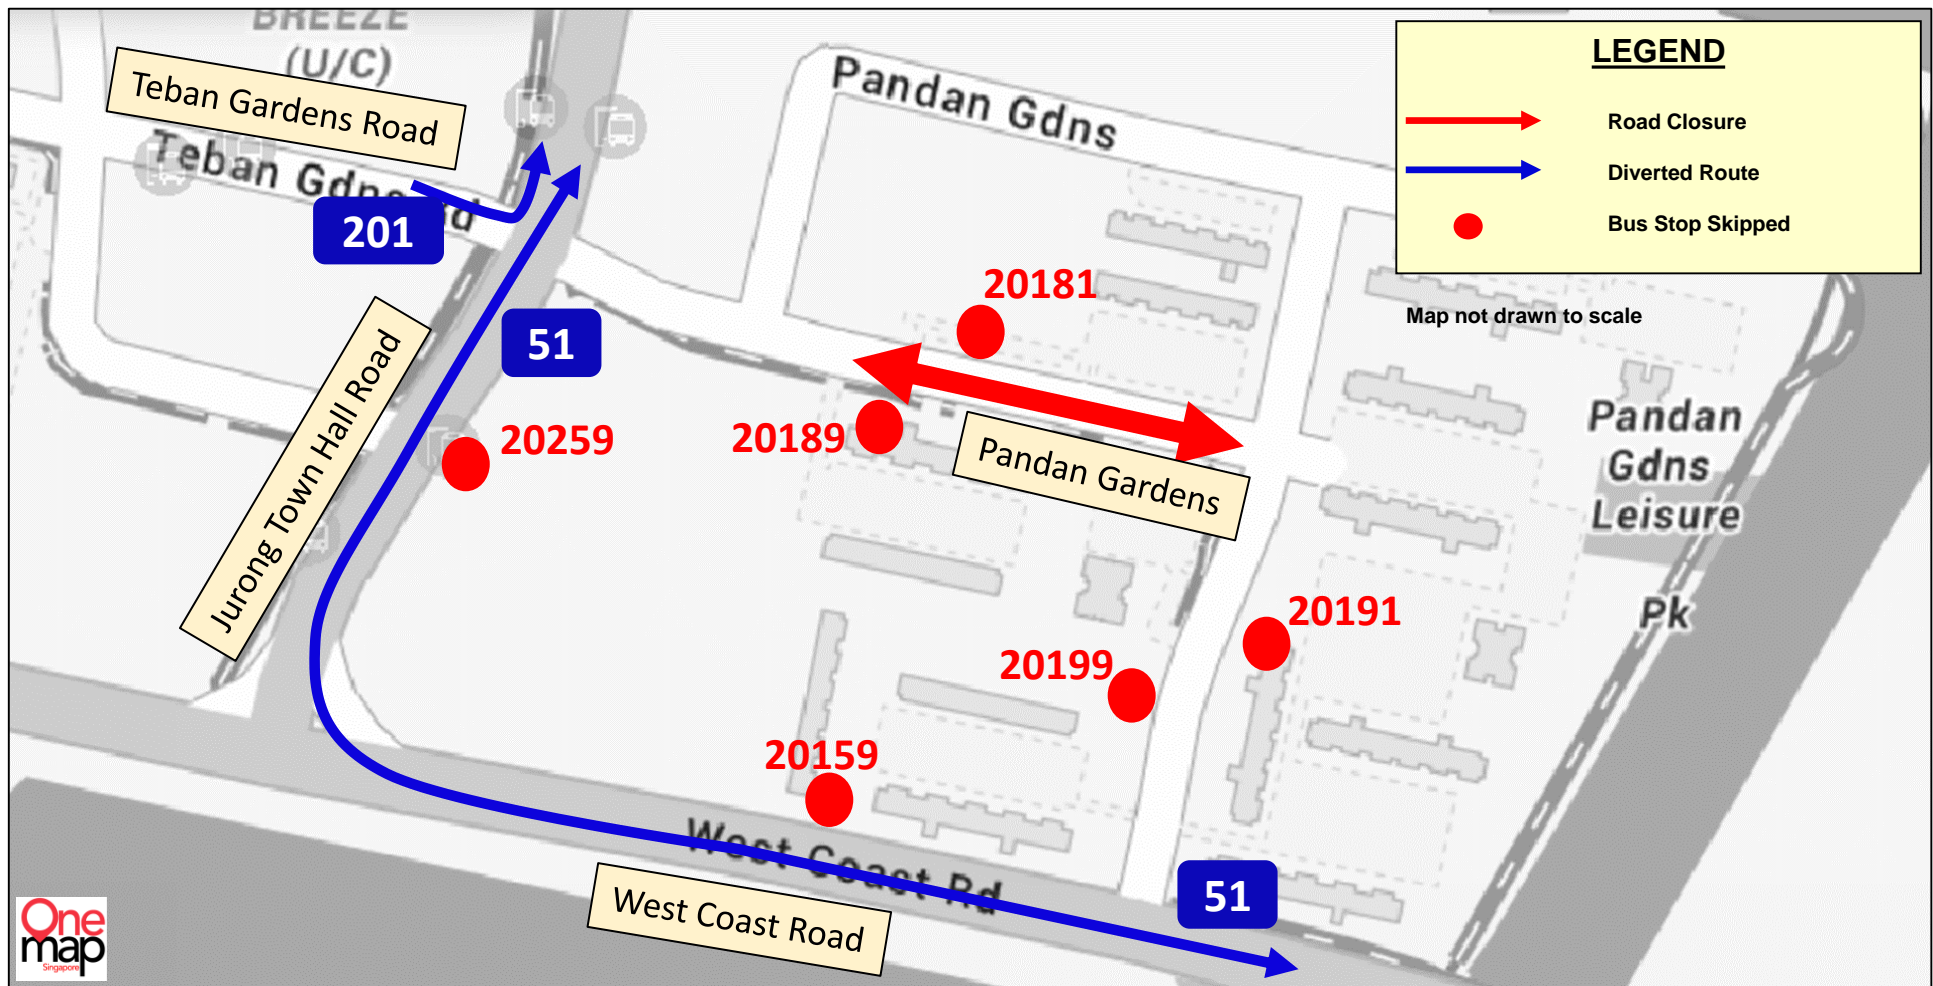 BREEZE
(U/C)
Teban Gardens Road
Teban Gdns Rd
201
Pandan Gdns
LEGEND
Road Closure
Diverted Route
Bus Stop Skipped
Map not drawn to scale
20181
51
20259
20189
Pandan Gardens
Jurong Town Hall Road
Pandan
Gdns
Leisure
Pk
20191
20199
20159
West Coast Rd
West Coast Road
51
One
map
Singapore